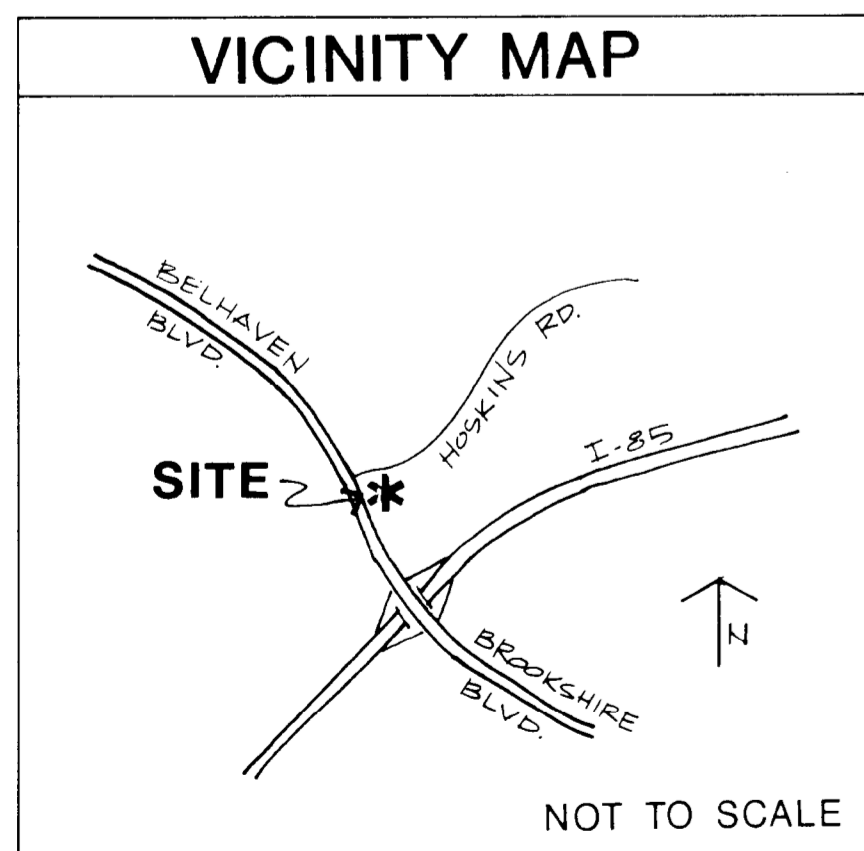 VICINITY MAP
BELHAVEN
BLVD.
HOSKINS RD.
I-85
SITE
N
BROOKSHIRE
BLVD.
NOT TO SCALE